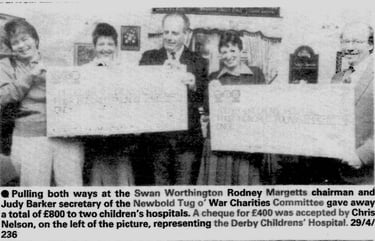 ● Pulling both ways at the Swan Worthington Rodney Margetts chairman and
Judy Barker secretary of the Newbold Tug o' War Charities Committee gave away
a total of £800 to two children's hospitals. A cheque for £400 was accepted by Chris
Nelson, on the left of the picture, representing the Derby Childrens' Hospital. 29/4/
236